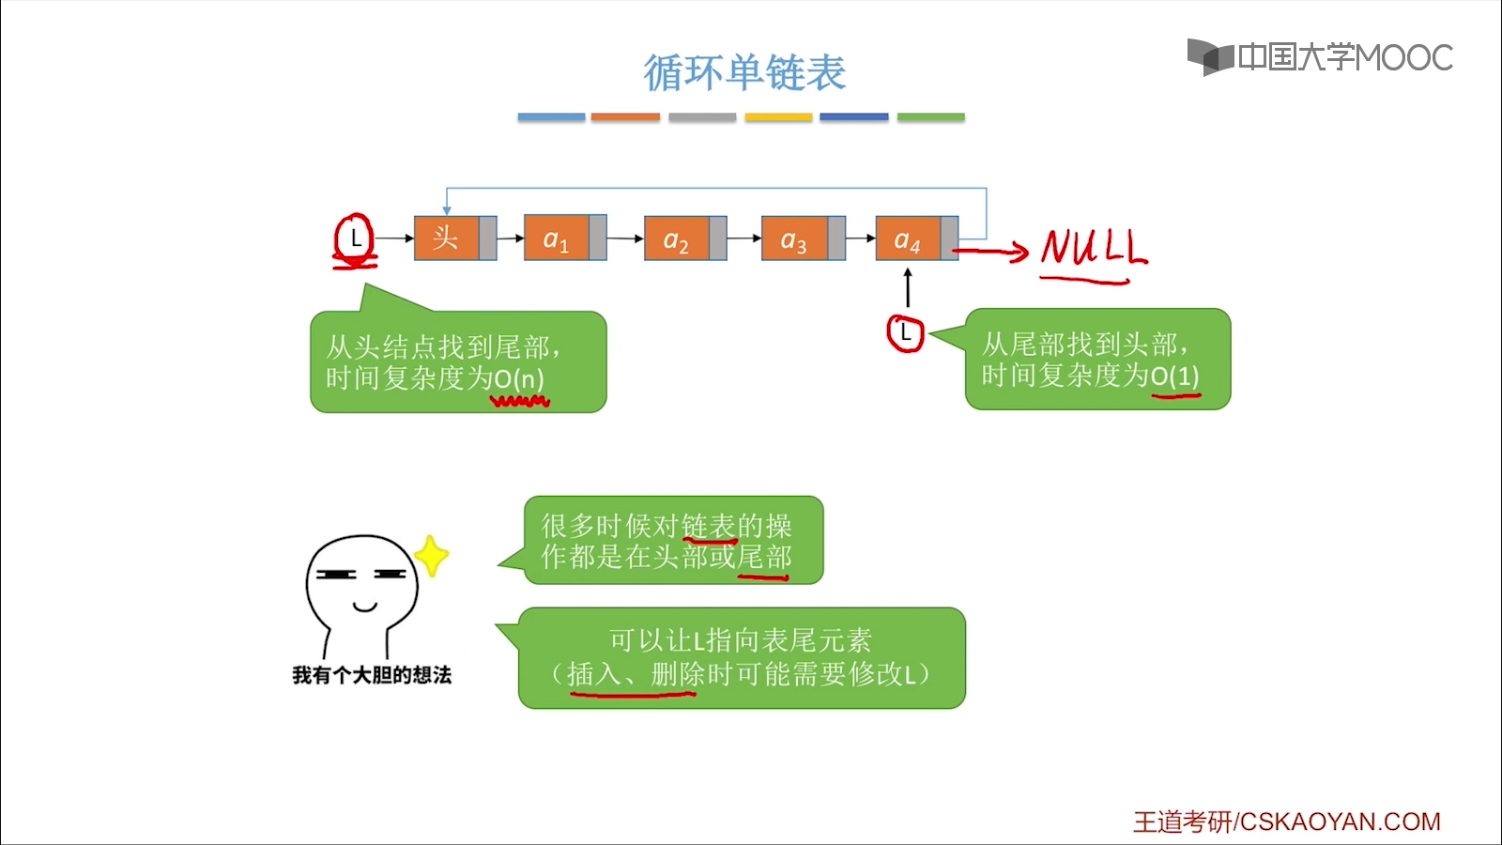 中国大学MOOC
循环单链表
L
头
a1
a2
a3
a4
NULL
L
从头结点找到尾部，
时间复杂度为O(n)
从尾部找到头部，
时间复杂度为O(1)
很多时候对链表的操
作都是在头部或尾部
可以让L指向表尾元素
（插入、删除时可能需要修改L）
我有个大胆的想法
王道考研/CSKAOYAN.COM